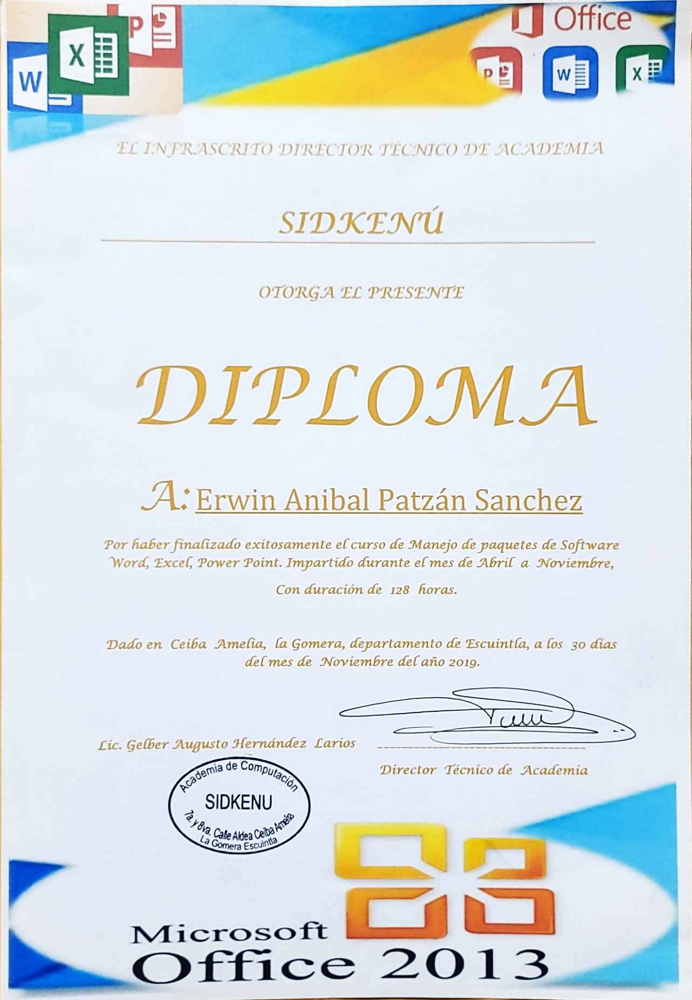 P
X
W
Office
P
W
X
EL INFRASCRITO DIRECTOR TÉCNICO DE ACADEMIA
SIDKENÚ
OTORGA EL PRESENTE
DIPLOMA
A: Erwin Anibal Patzán Sanchez
Por haber finalizado exitosamente el curso de Manejo de paquetes de Software
Word, Excel, Power Point. Impartido durante el mes de Abril a Noviembre,
Con duración de 128 horas.
Dado en Ceiba Amelia, la Gomera, departamento de Escuintla, a los 30 días
del mes de Noviembre del año 2019.
Lic. Gelber Augusto Hernández Larios
Director Técnico de Academia
Academia de Computación
SIDKENU
7a. y 8va. Calle Aldea Ceiba Amelia
La Gomera Escuintla
Microsoft
Office 2013